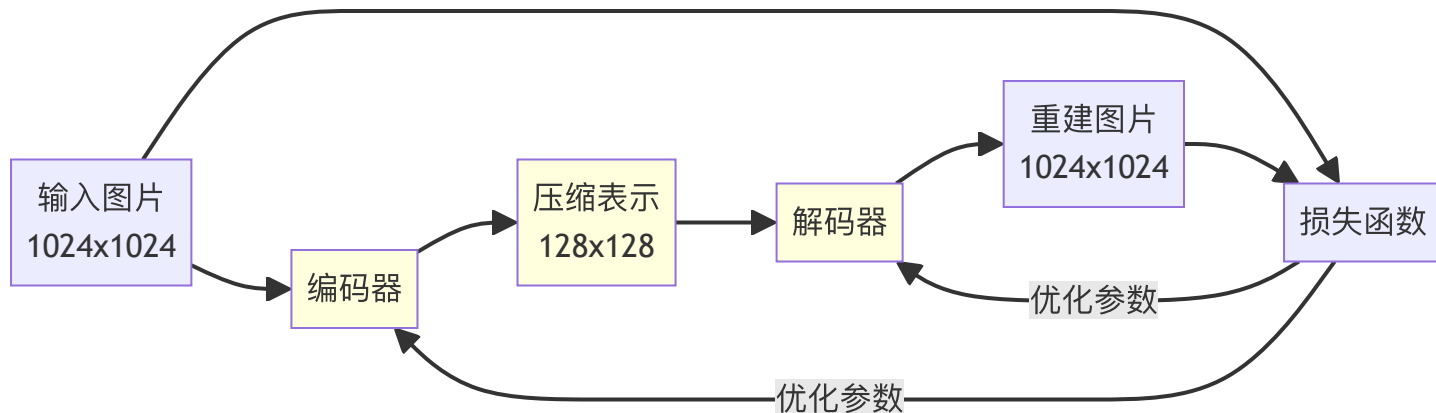 输入图片
1024x1024
编码器
压缩表示
128x128
解码器
重建图片
1024x1024
损失函数
优化参数
优化参数